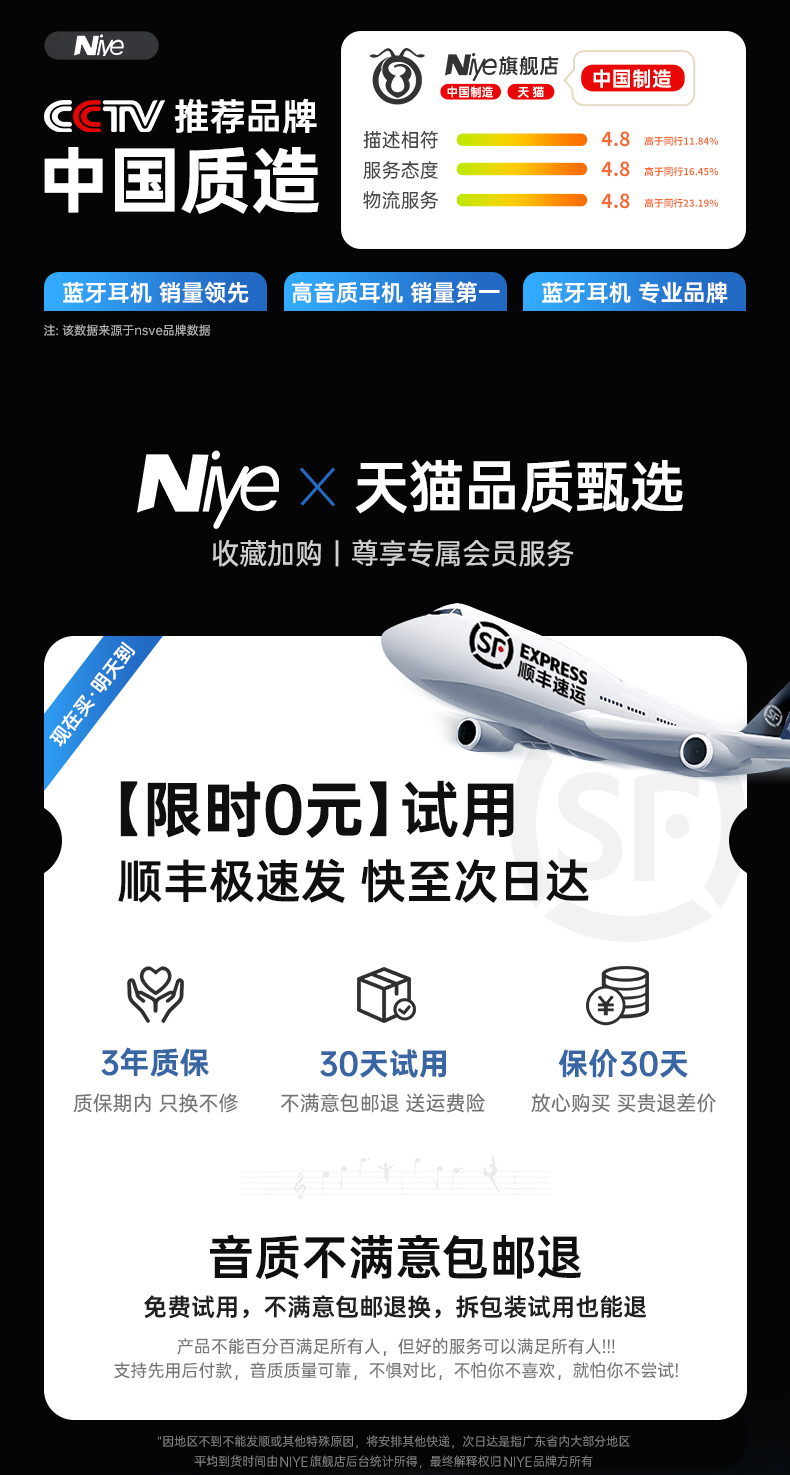 Niye
CCTV 推荐品牌
中国质造
Niye旗舰店
中国制造 天猫
中国制造
描述相符 4.8 高于同行11.84%
服务态度 4.8 高于同行16.45%
物流服务 4.8 高于同行23.19%
蓝牙耳机 销量领先
高音质耳机 销量第一
蓝牙耳机 专业品牌
注: 该数据来源于nsve品牌数据
Niye × 天猫品质甄选
收藏加购丨尊享专属会员服务
SF EXPRESS
顺丰速运
SF
现在买·明天到
SF
【限时0元】试用
顺丰极速发 快至次日达
¥
3年质保
30天试用
保价30天
质保期内 只换不修
不满意包邮退 送运费险
放心购买 买贵退差价
音质不满意包邮退
免费试用，不满意包邮退换，拆包装试用也能退
产品不能百分百满足所有人，但好的服务可以满足所有人!!!
支持先用后付款，音质质量可靠，不惧对比，不怕你不喜欢，就怕你不尝试!
"因地区不到不能发顺或其他特殊原因，将安排其他快递，次日达是指广东省内大部分地区
平均到货时间由NIYE旗舰店后台统计所得，最终解释权归NIYE品牌方所有